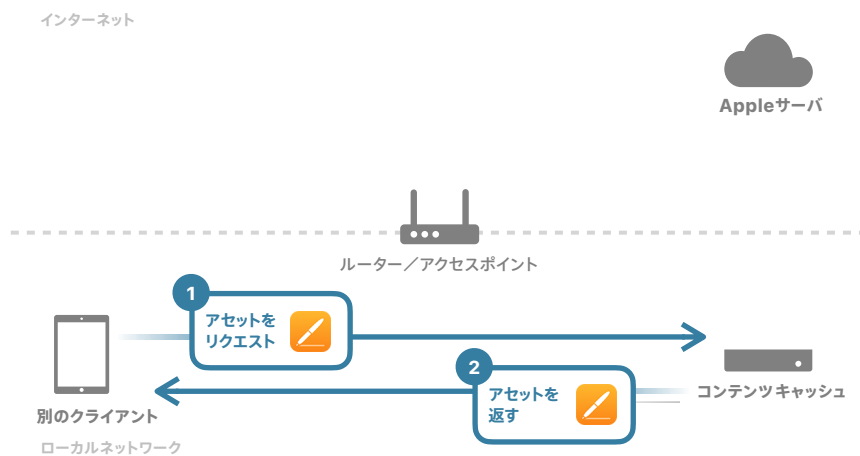 インターネット
Appleサーバ
ルーター／アクセスポイント
1
アセットを
リクエスト
2
アセットを
返す
コンテンツキャッシュ
別のクライアント
ローカルネットワーク